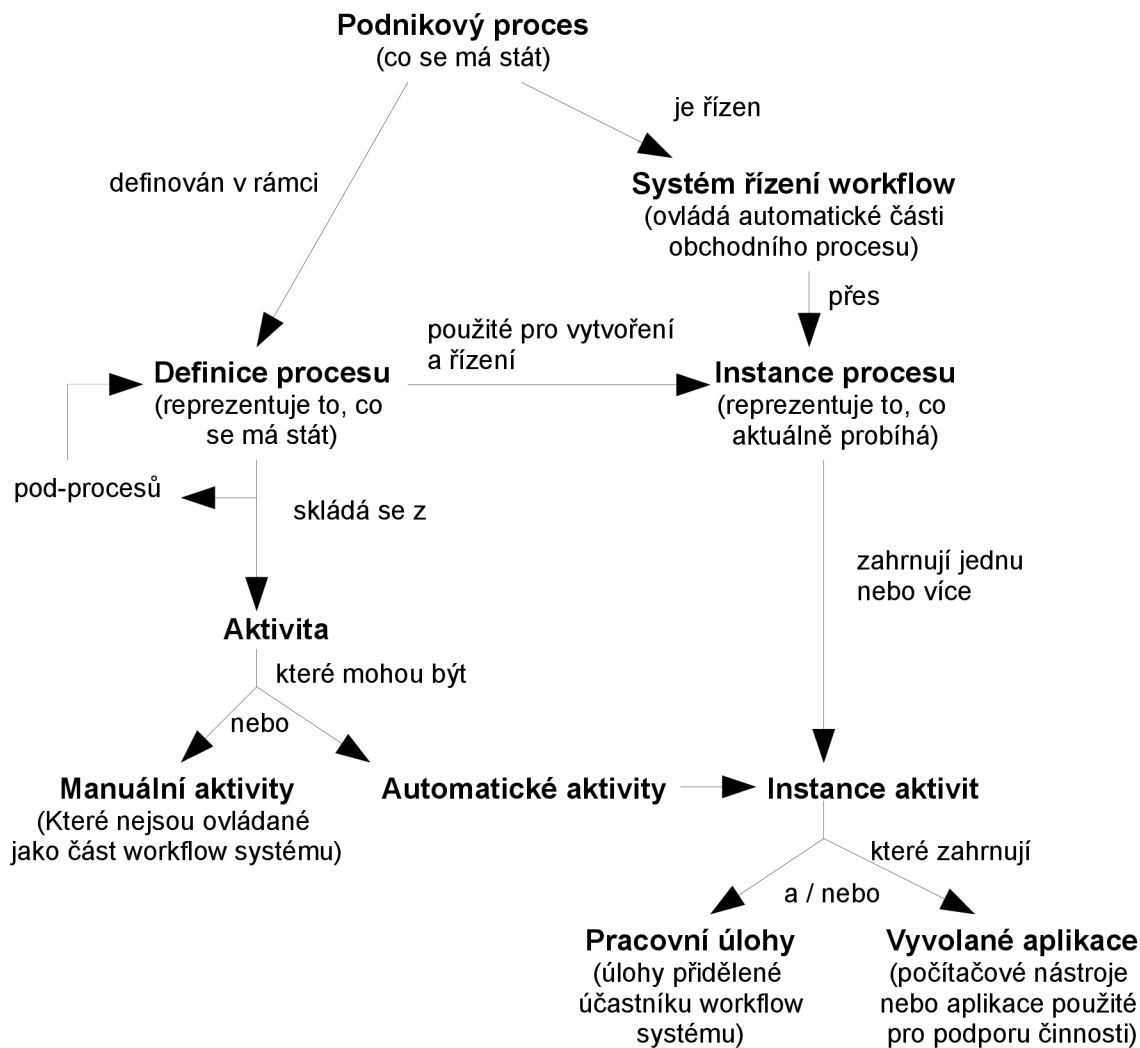 Podnikový proces
(co se má stát)
je řízen
definován v rámci
Systém řízení workflow
(ovládá automatické části
obchodního procesu)
přes
použité pro vytvoření
a řízení
Definice procesu
(reprezentuje to, co
se má stát)
Instance procesu
(reprezentuje to, co
aktuálně probíhá)
pod-procesů
skládá se z
zahrnují jednu
nebo více
Aktivita
které mohou být
nebo
Manuální aktivity
(Které nejsou ovládané
jako část workflow systému)
Automatické aktivity
Instance aktivit
které zahrnují
a / nebo
Pracovní úlohy
(úlohy přidělené
účastníku workflow
systému)
Vyvolané aplikace
(počítačové nástroje
nebo aplikace použité
pro podporu činnosti)